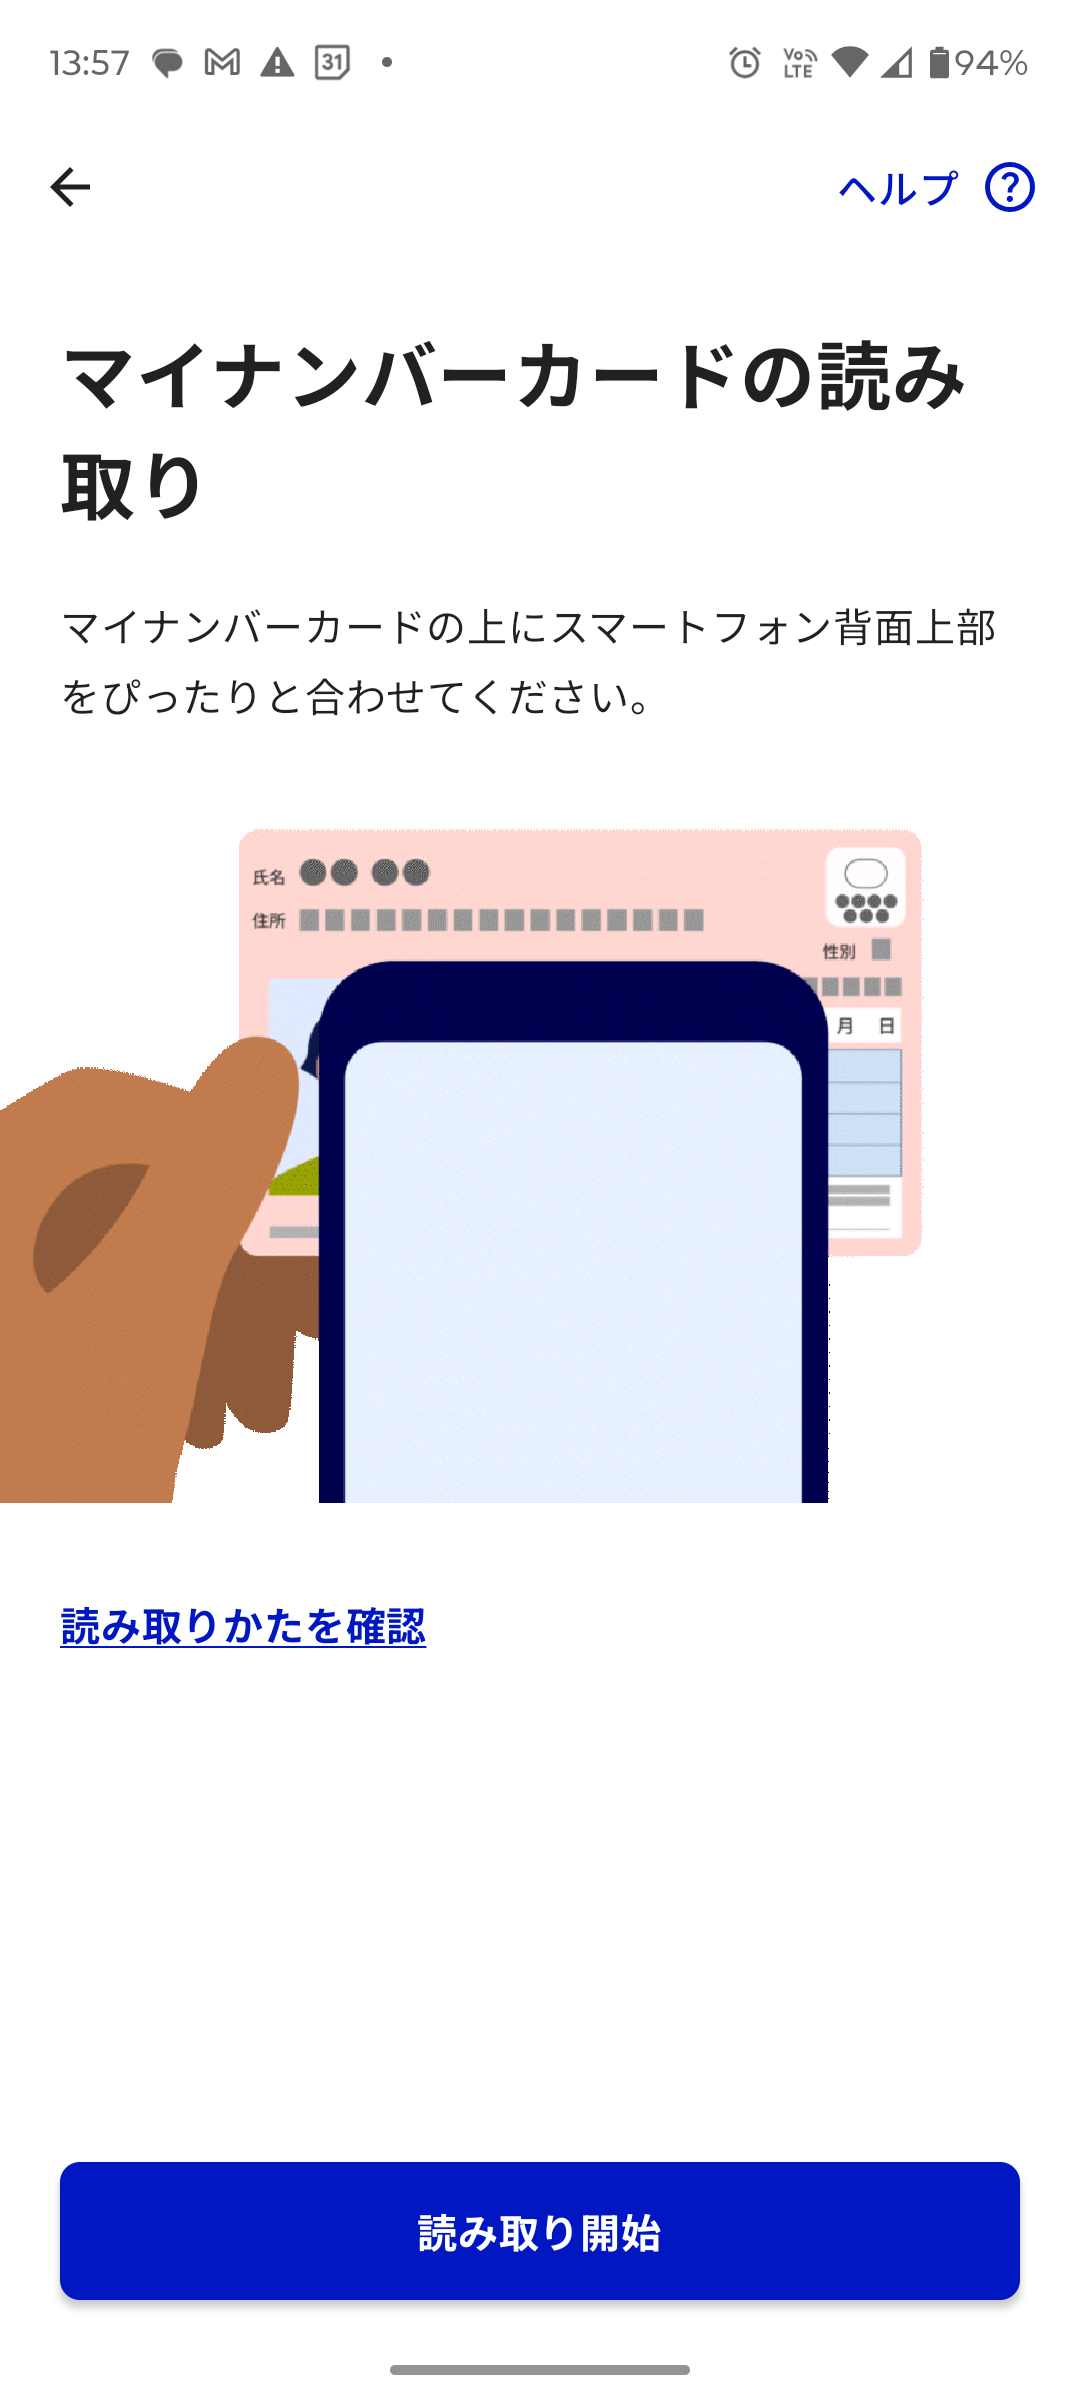 13:57 31 Vo LTE 94%
ヘルプ ?
マイナンバーカードの読み
取り
マイナンバーカードの上にスマートフォン背面上部
をぴったりと合わせてください。
氏名
住所
性別
月 日
読み取りかたを確認
読み取り開始